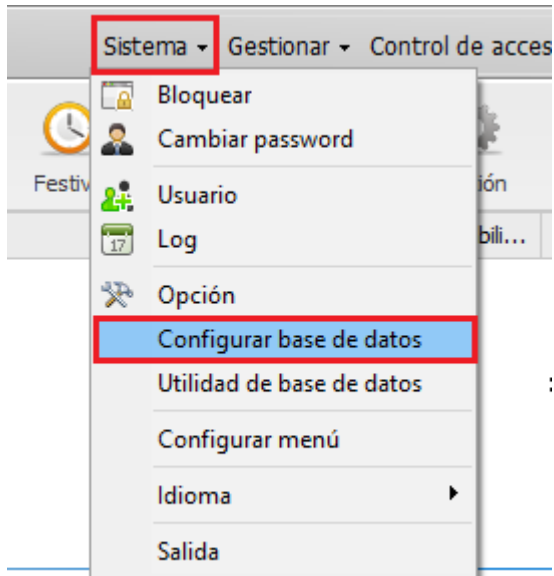 Sistema Gestionar Control de acces
Bloquear
Cambiar password
Festiv
ión
Usuario
17 Log
bili...
Opción
Configurar base de datos
Utilidad de base de datos
Configurar menú
Idioma
Salida